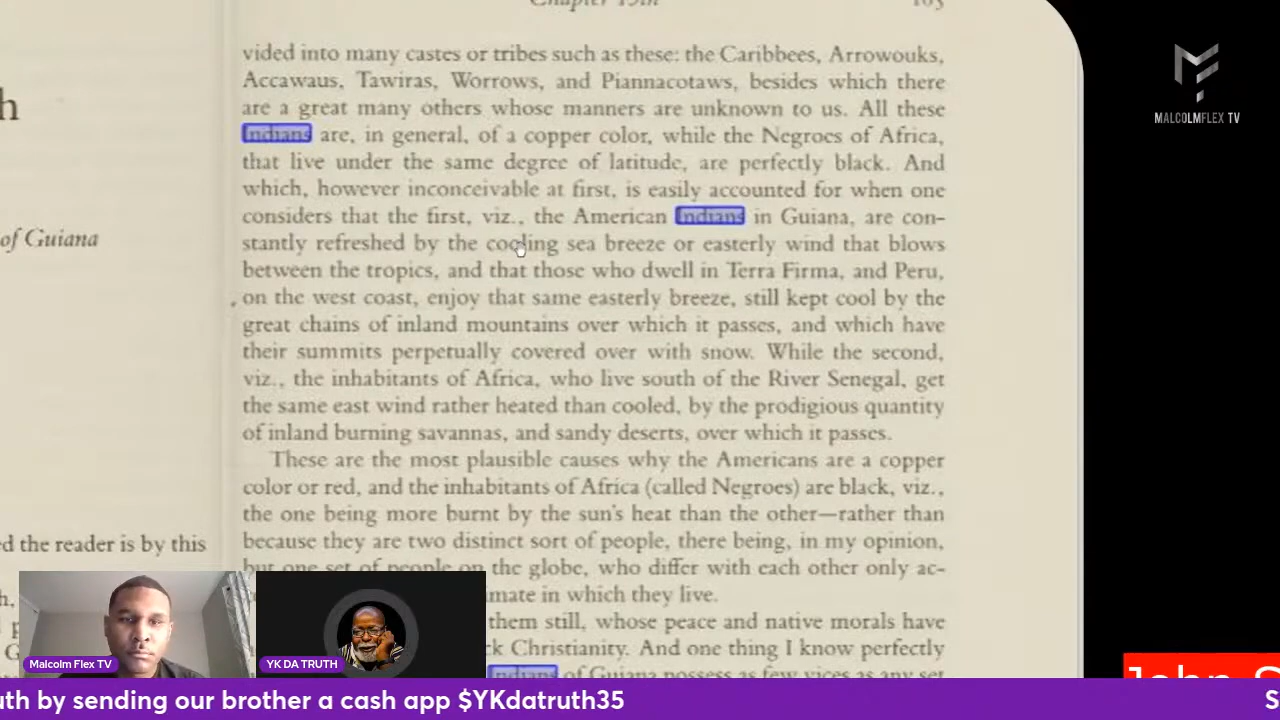 Chapter 15th
vided into many castes or tribes such as these: the Caribbees, Arrowouks,
Accawaus, Tawiras, Worrows, and Piannacotaws, besides which there
are a great many others whose manners are unknown to us. All these
Indians are, in general, of a copper color, while the Negroes of Africa,
that live under the same degree of latitude, are perfectly black. And
which, however inconceivable at first, is easily accounted for when one
considers that the first, viz., the American Indians in Guiana, are con-
stantly refreshed by the cooling sea breeze or easterly wind that blows
between the tropics, and that those who dwell in Terra Firma, and Peru,
on the west coast, enjoy that same easterly breeze, still kept cool by the
great chains of inland mountains over which it passes, and which have
their summits perpetually covered over with snow. While the second,
viz., the inhabitants of Africa, who live south of the River Senegal, get
the same east wind rather heated than cooled, by the prodigious quantity
of inland burning savannas, and sandy deserts, over which it passes.
These are the most plausible causes why the Americans are a copper
color or red, and the inhabitants of Africa (called Negroes) are black, viz.,
the one being more burnt by the sun's heat than the other—rather than
because they are two distinct sort of people, there being, in my opinion,
but one set of people on the globe, who differ with each other only ac-
imate in which they live.
them still, whose peace and native morals have
ck Christianity. And one thing I know perfectly
Indians of Guiana possess as few vices as any set
h
of Guiana
ed the reader is by this
MALCOLMFLEX TV
Malcolm Flex TV
YK DA TRUTH
John S
uth by sending our brother a cash app $YKdatruth35
S